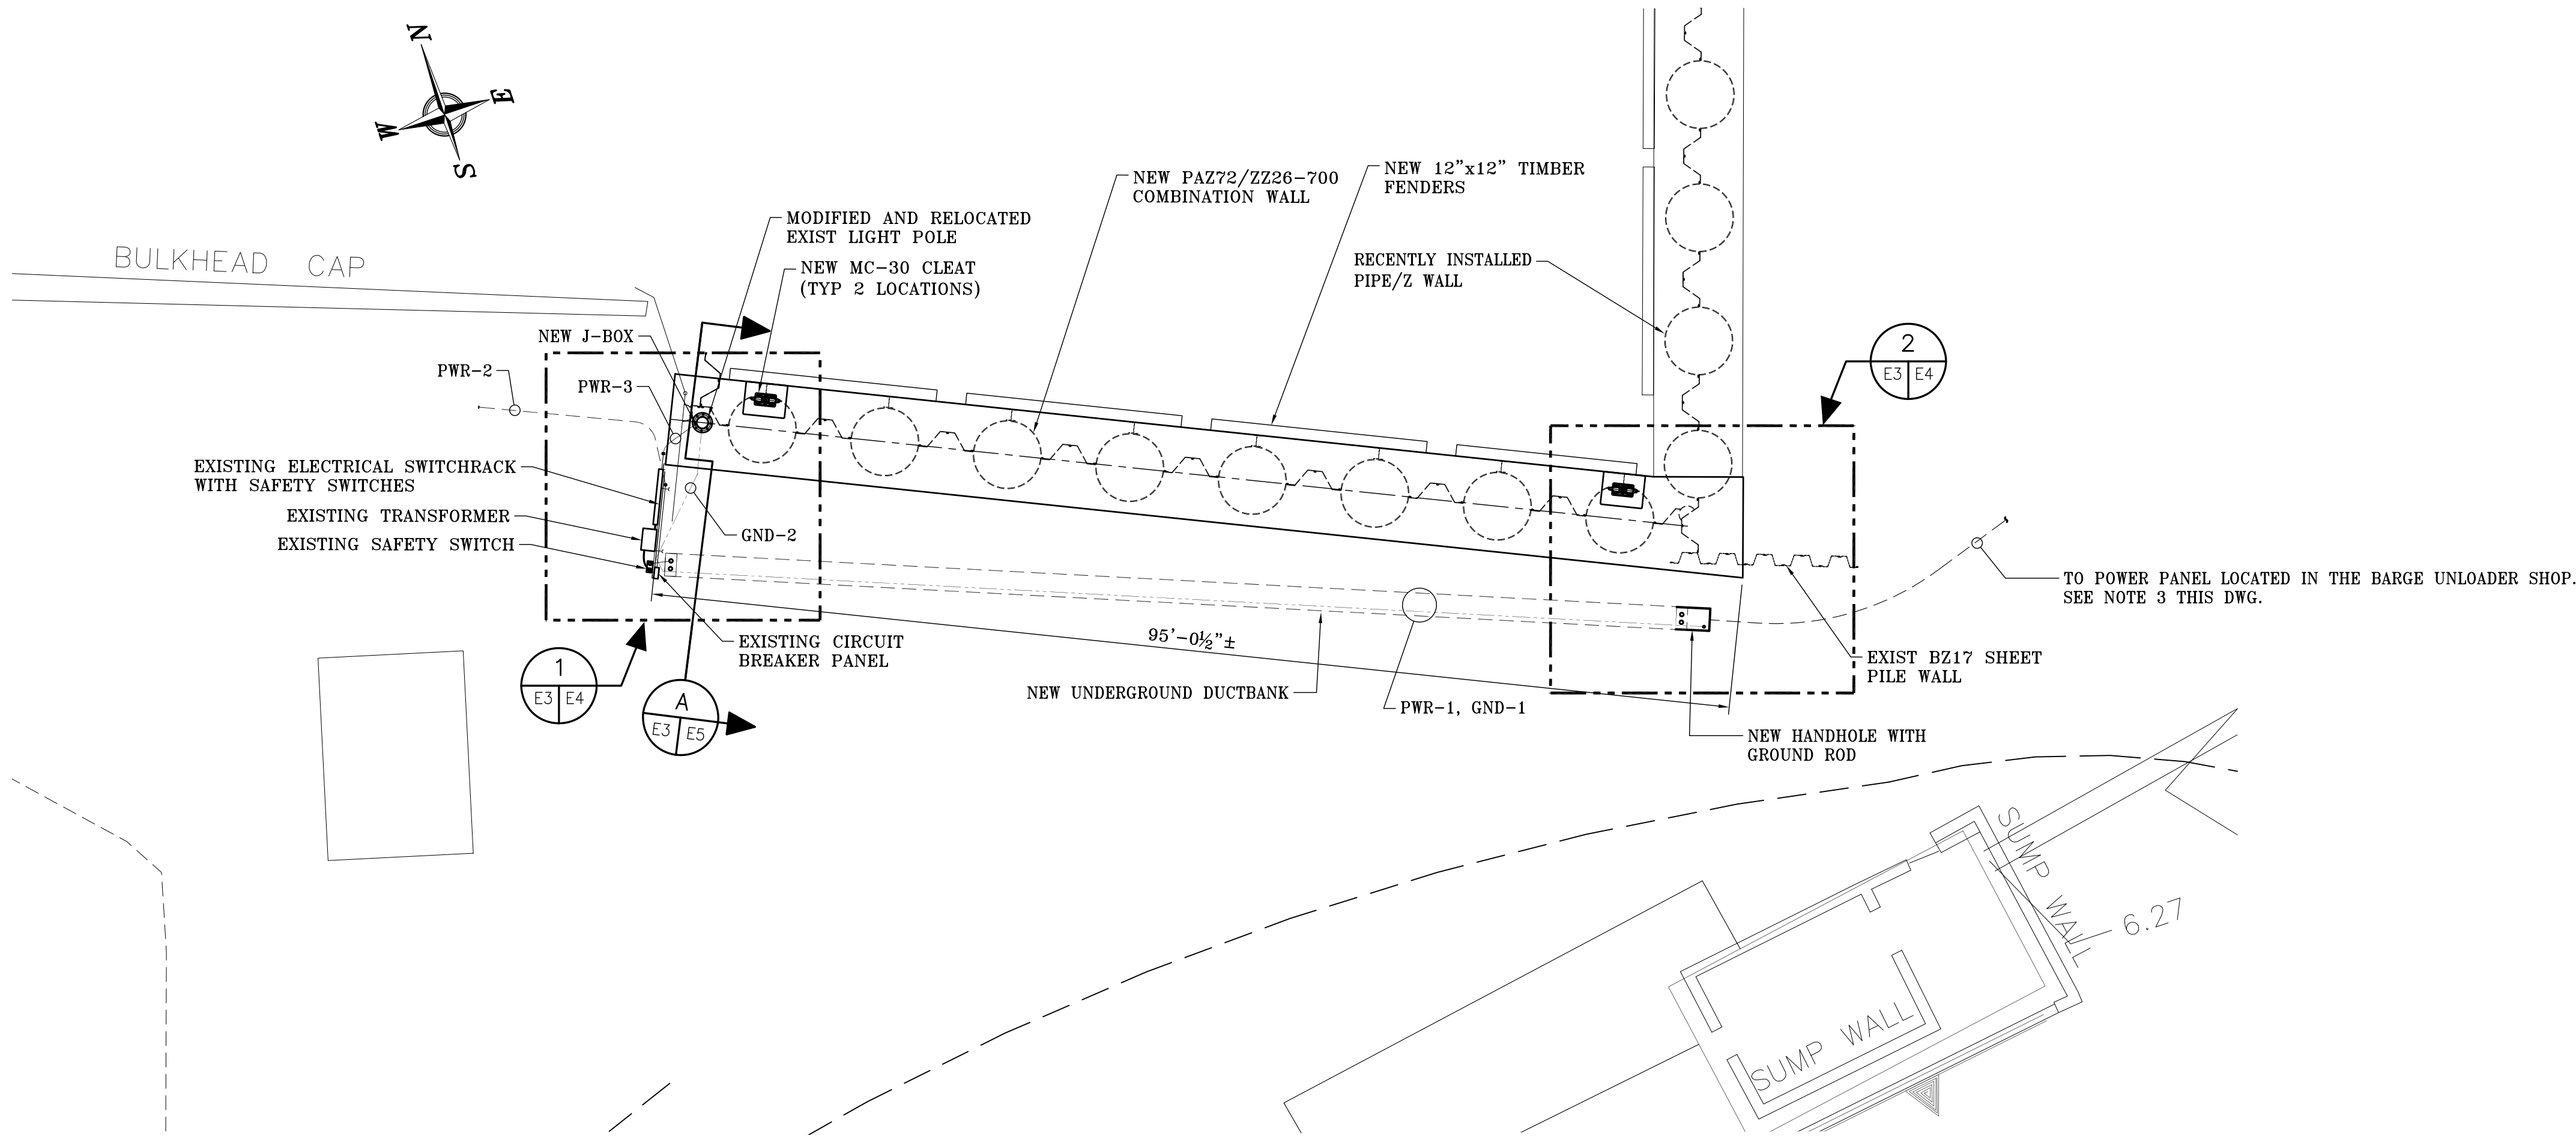 N
E
W
S
NEW 12"x12" TIMBER
FENDERS
NEW PAZ72/ZZ26-700
COMBINATION WALL
MODIFIED AND RELOCATED
EXIST LIGHT POLE
BULKHEAD CAP
NEW MC-30 CLEAT
(TYP 2 LOCATIONS)
RECENTLY INSTALLED
PIPE/Z WALL
NEW J-BOX
2
E3 E4
PWR-2
PWR-3
EXISTING ELECTRICAL SWITCHRACK
WITH SAFETY SWITCHES
EXISTING TRANSFORMER
EXISTING SAFETY SWITCH
GND-2
TO POWER PANEL LOCATED IN THE BARGE UNLOADER SHOP.
SEE NOTE 3 THIS DWG.
EXISTING CIRCUIT
BREAKER PANEL
95'-0½"±
EXIST BZ17 SHEET
PILE WALL
1
E3 E4
NEW UNDERGROUND DUCTBANK
PWR-1, GND-1
A
E3 E5
NEW HANDHOLE WITH
GROUND ROD
SUMP WALL
6.27
SUMP WALL